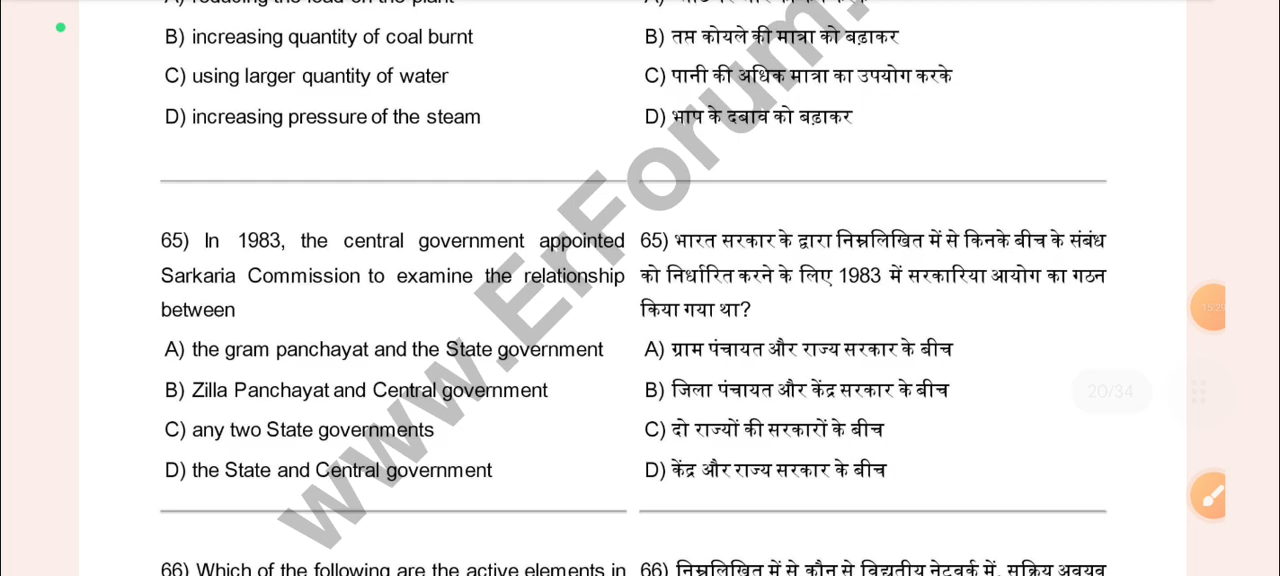 B) increasing quantity of coal burnt
C) using larger quantity of water
D) increasing pressure of the steam
B) तप्त कोयले की मात्रा को बढ़ाकर
C) पानी की अधिक मात्रा का उपयोग करके
D) भाप के दबाव को बढ़ाकर
65) In 1983, the central government appointed
Sarkaria Commission to examine the relationship
between
A) the gram panchayat and the State government
B) Zilla Panchayat and Central government
C) any two State governments
D) the State and Central government
65) भारत सरकार के द्वारा निम्नलिखित में से किनके बीच के संबंध
को निर्धारित करने के लिए 1983 में सरकारिया आयोग का गठन
किया गया था?
A) ग्राम पंचायत और राज्य सरकार के बीच
B) जिला पंचायत और केंद्र सरकार के बीच
C) दो राज्यों की सरकारों के बीच
D) केंद्र और राज्य सरकार के बीच
66) Which of the following are the active elements in
66) निम्नलिखित में से कौन से विद्युतीय नेटवर्क में, सक्रिय अवयव
www.ErForum.
20/34